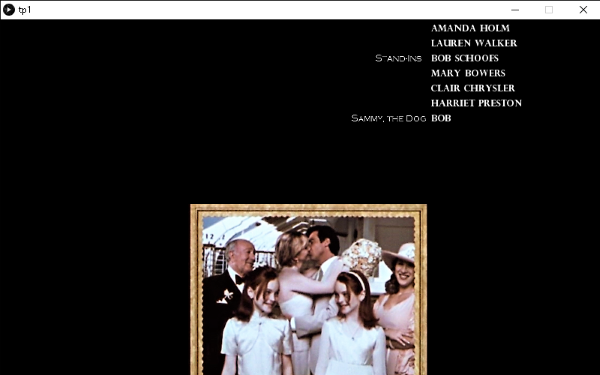 tp1
AMANDA HOLM
LAUREN WALKER
STAND-INS BOB SCHOOFS
MARY BOWERS
CLAIR CHRYSLER
HARRIET PRESTON
SAMMY, THE DOG BOB